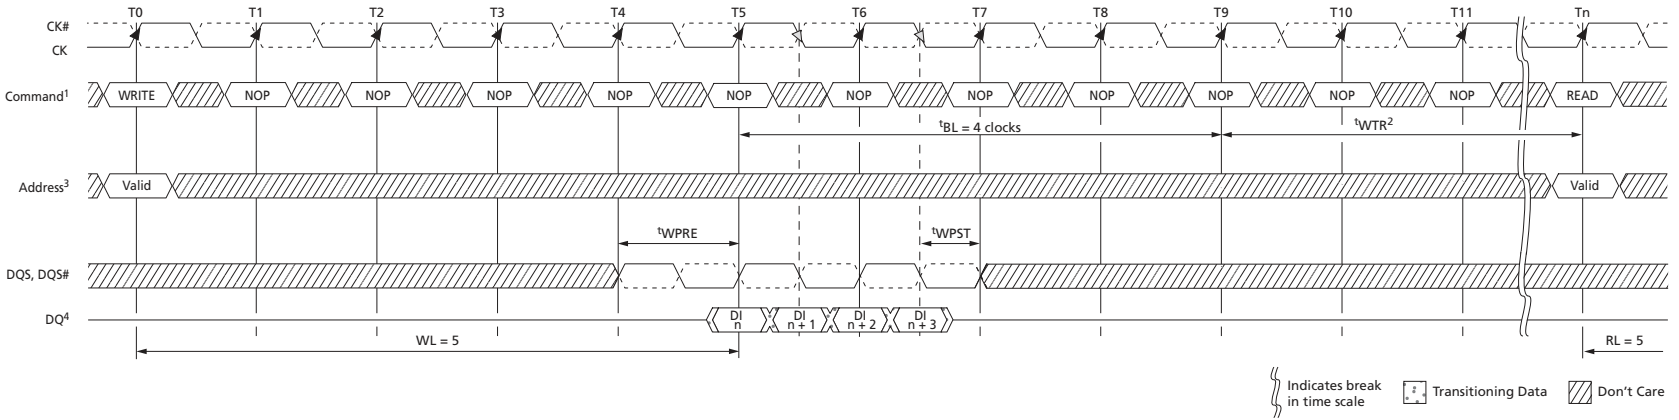 T0 T1 T2 T3 T4 T5 T6 T7 T8 T9 T10 T11 Tn
CK#
CK
Command¹ WRITE NOP NOP NOP NOP NOP NOP NOP NOP NOP NOP NOP READ
ᵗBL = 4 clocks ᵗWTR²
Address³ Valid Valid
ᵗWPRE ᵗWPST
DQS, DQS#
DQ⁴ DI n DI n + 1 DI n + 2 DI n + 3
WL = 5 RL = 5
Indicates break in time scale
Transitioning Data
Don't Care